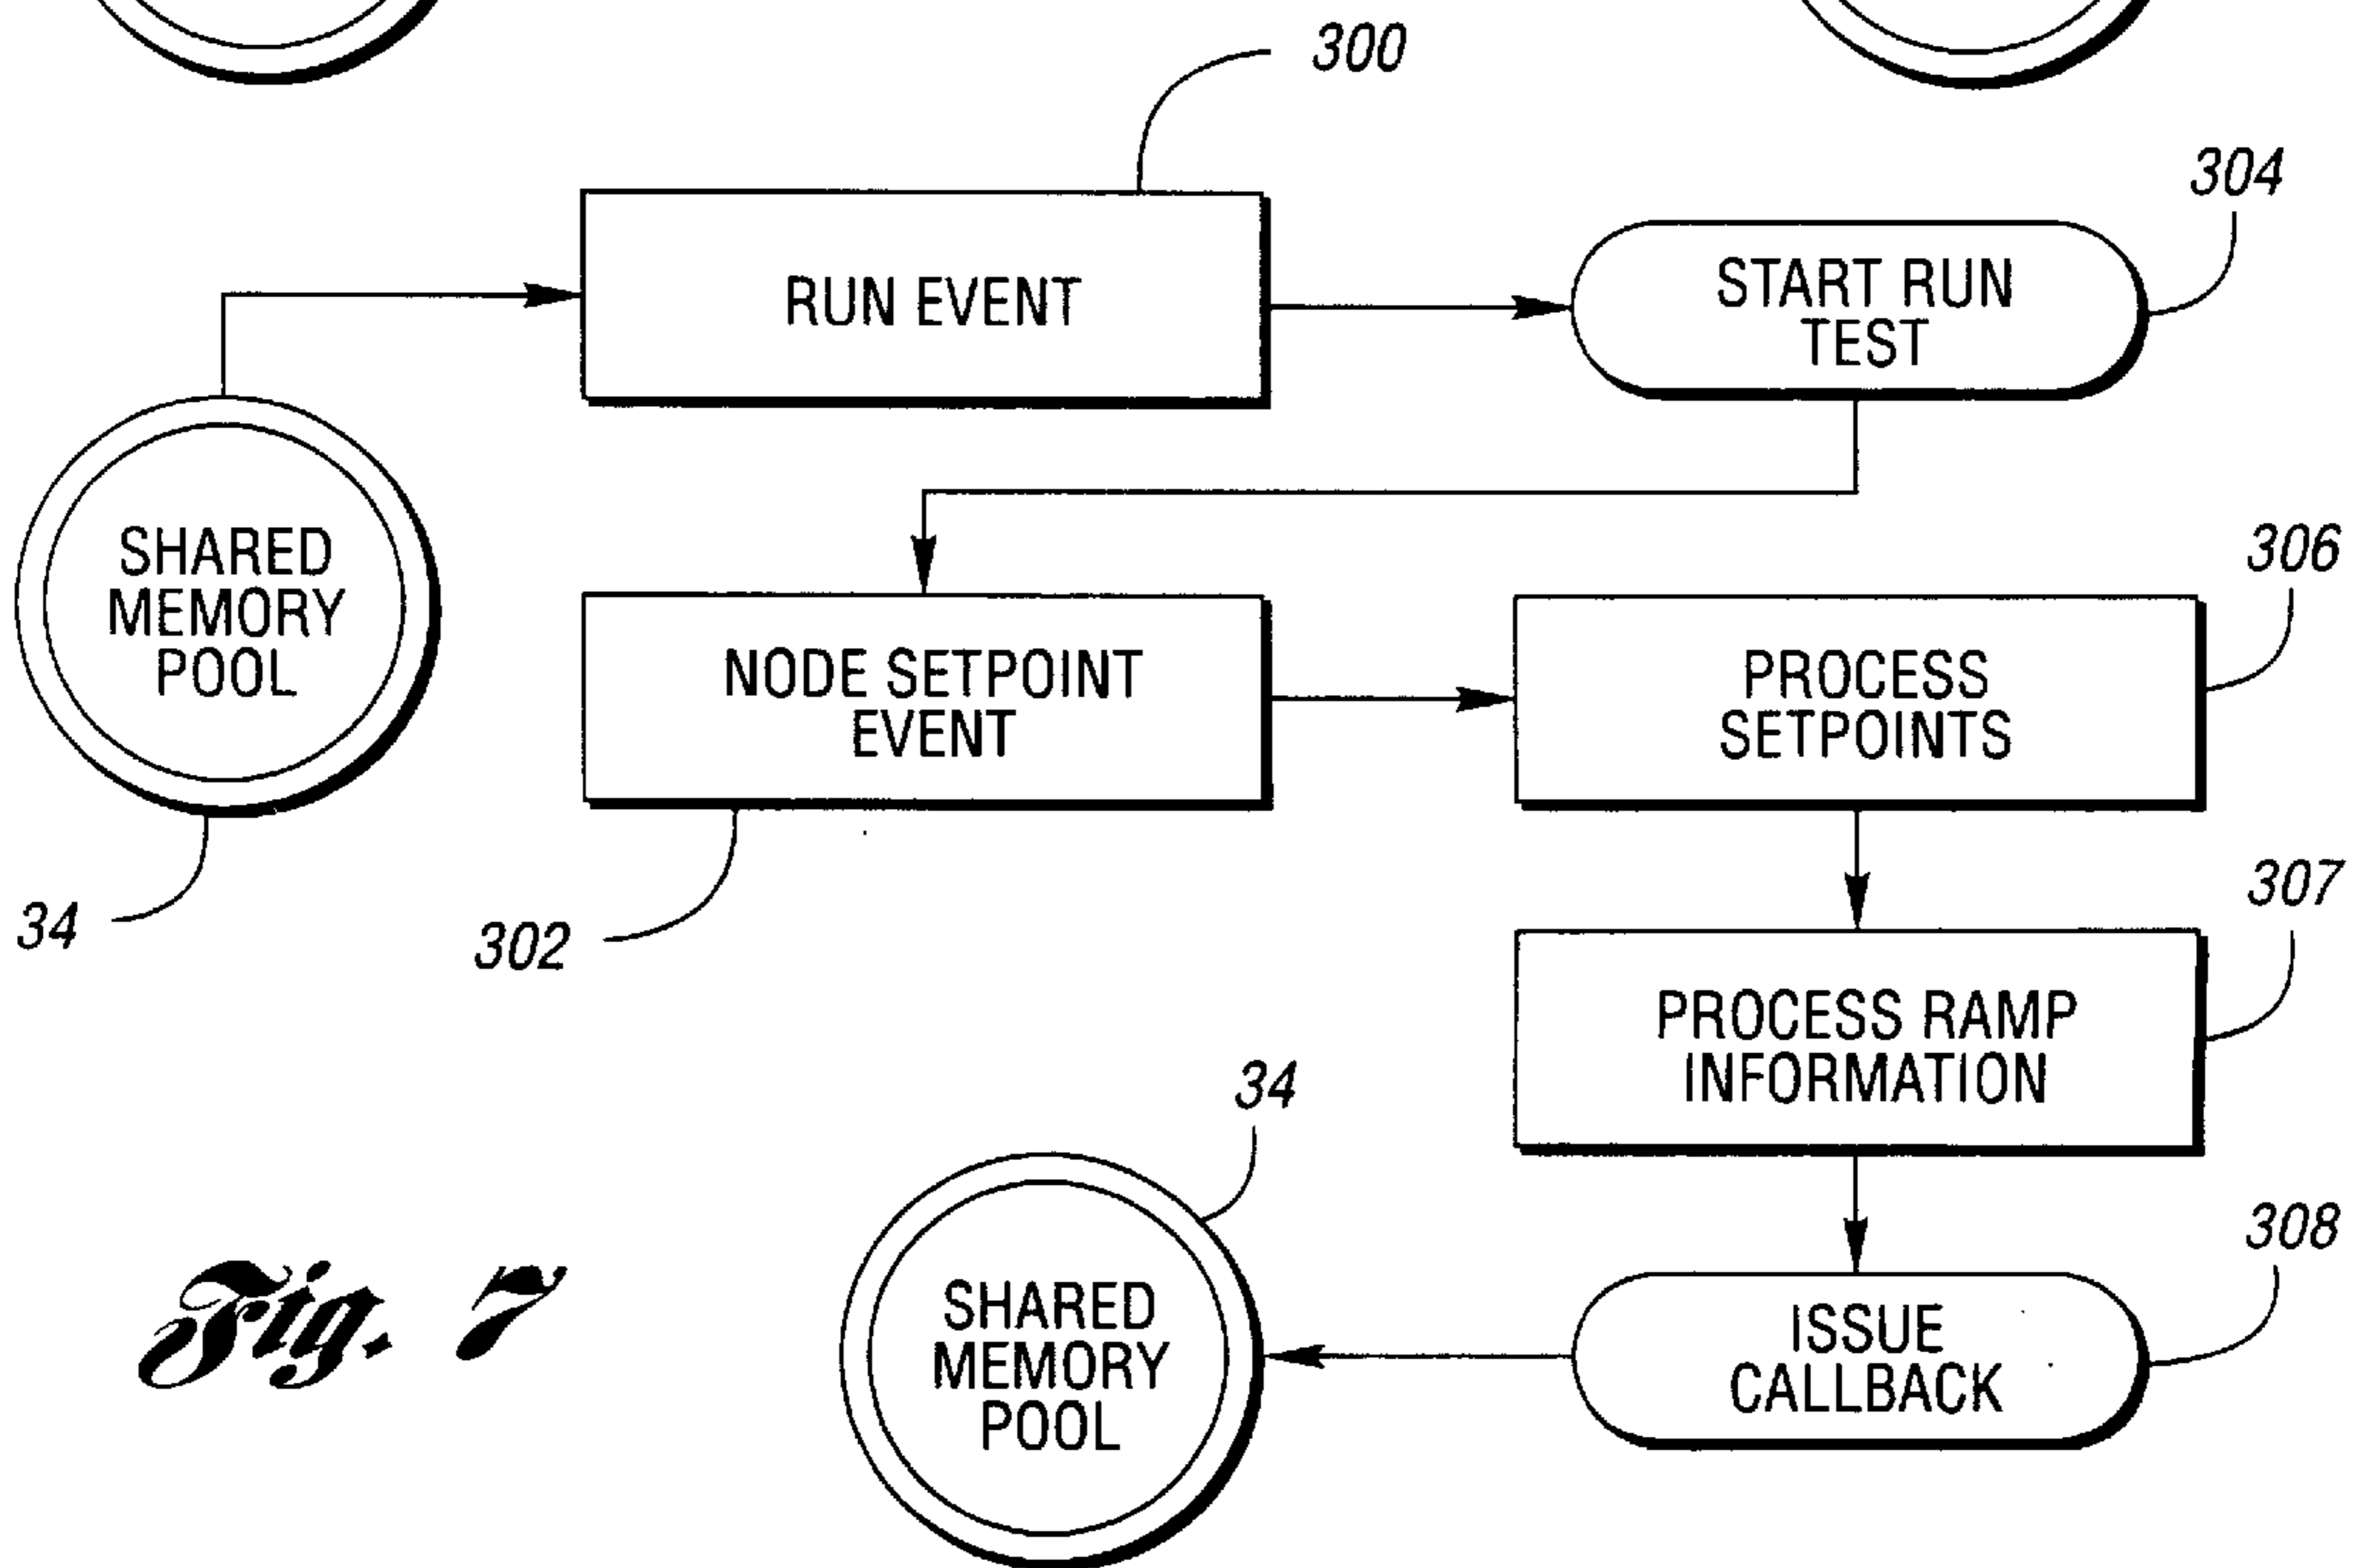 300
304
RUN EVENT
START RUN
TEST
SHARED
MEMORY
POOL
34
306
NODE SETPOINT
EVENT
302
PROCESS
SETPOINTS
307
PROCESS RAMP
INFORMATION
34
308
SHARED
MEMORY
POOL
ISSUE
CALLBACK
Fig. 7